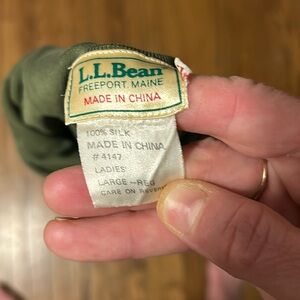 L.L.Bean
FREEPORT, MAINE
MADE IN CHINA
100% SILK
MADE IN CHINA
# 4147
LADIES'
LARGE -REG
CARE ON REVERSE